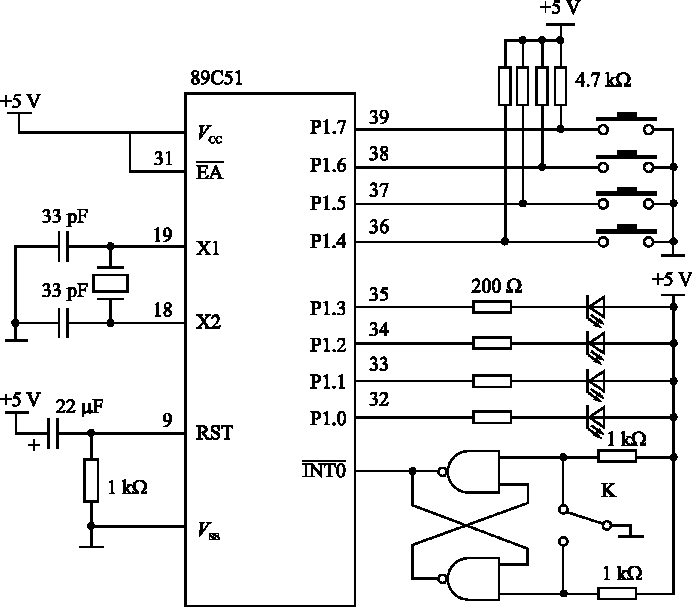 +5 V
89C51
4.7 kΩ
+5 V
Vcc
P1.7
39
31
EA
P1.6
38
P1.5
37
33 pF
19
X1
P1.4
36
+5 V
33 pF
18
X2
P1.3
35
200 Ω
P1.2
34
P1.1
33
+5 V
22 μF
9
RST
P1.0
32
+
1 kΩ
INT0
1 kΩ
K
Vss
1 kΩ